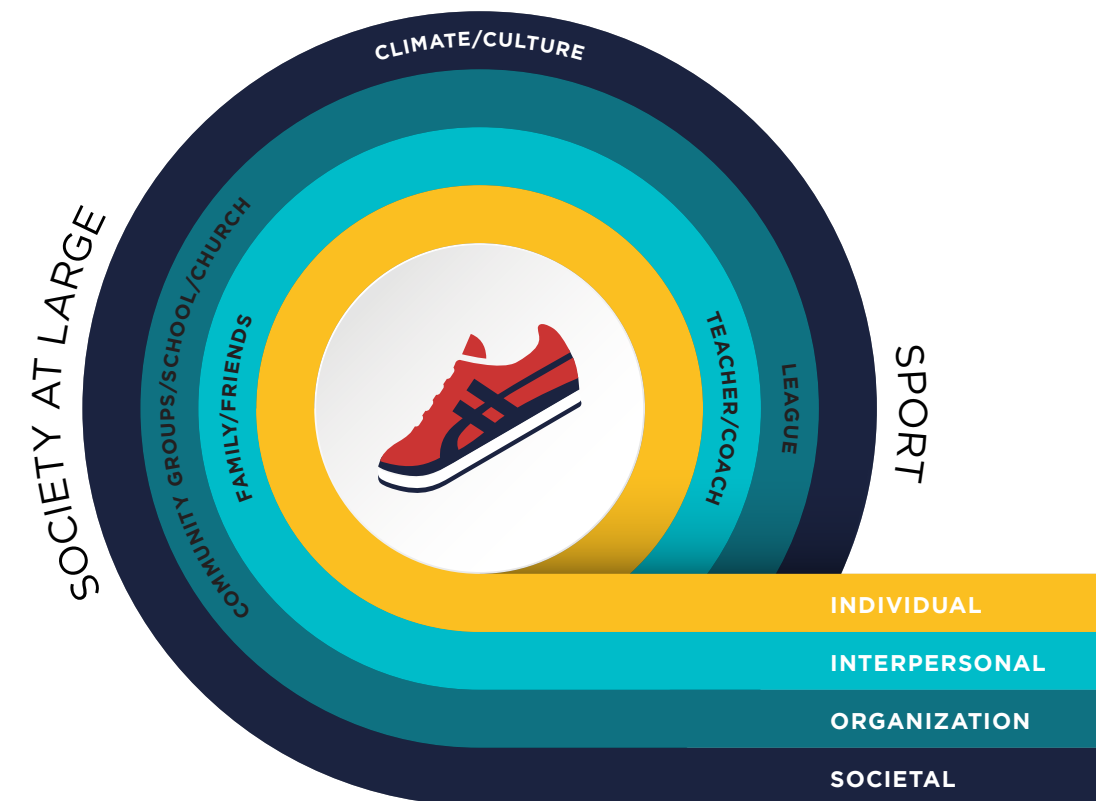 CLIMATE/CULTURE
SOCIETY AT LARGE
COMMUNITY GROUPS/SCHOOL/CHURCH
FAMILY/FRIENDS
TEACHER/COACH
LEAGUE
SPORT
INDIVIDUAL
INTERPERSONAL
ORGANIZATION
SOCIETAL